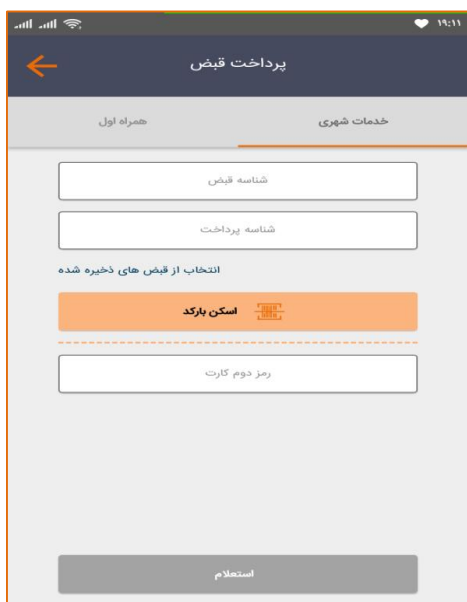 ۱۹:۱۱
پرداخت قبض
خدمات شهری
همراه اول
شناسه قبض
شناسه پرداخت
انتخاب از قبض های ذخیره شده
اسکن بارکد
رمز دوم کارت
استعلام